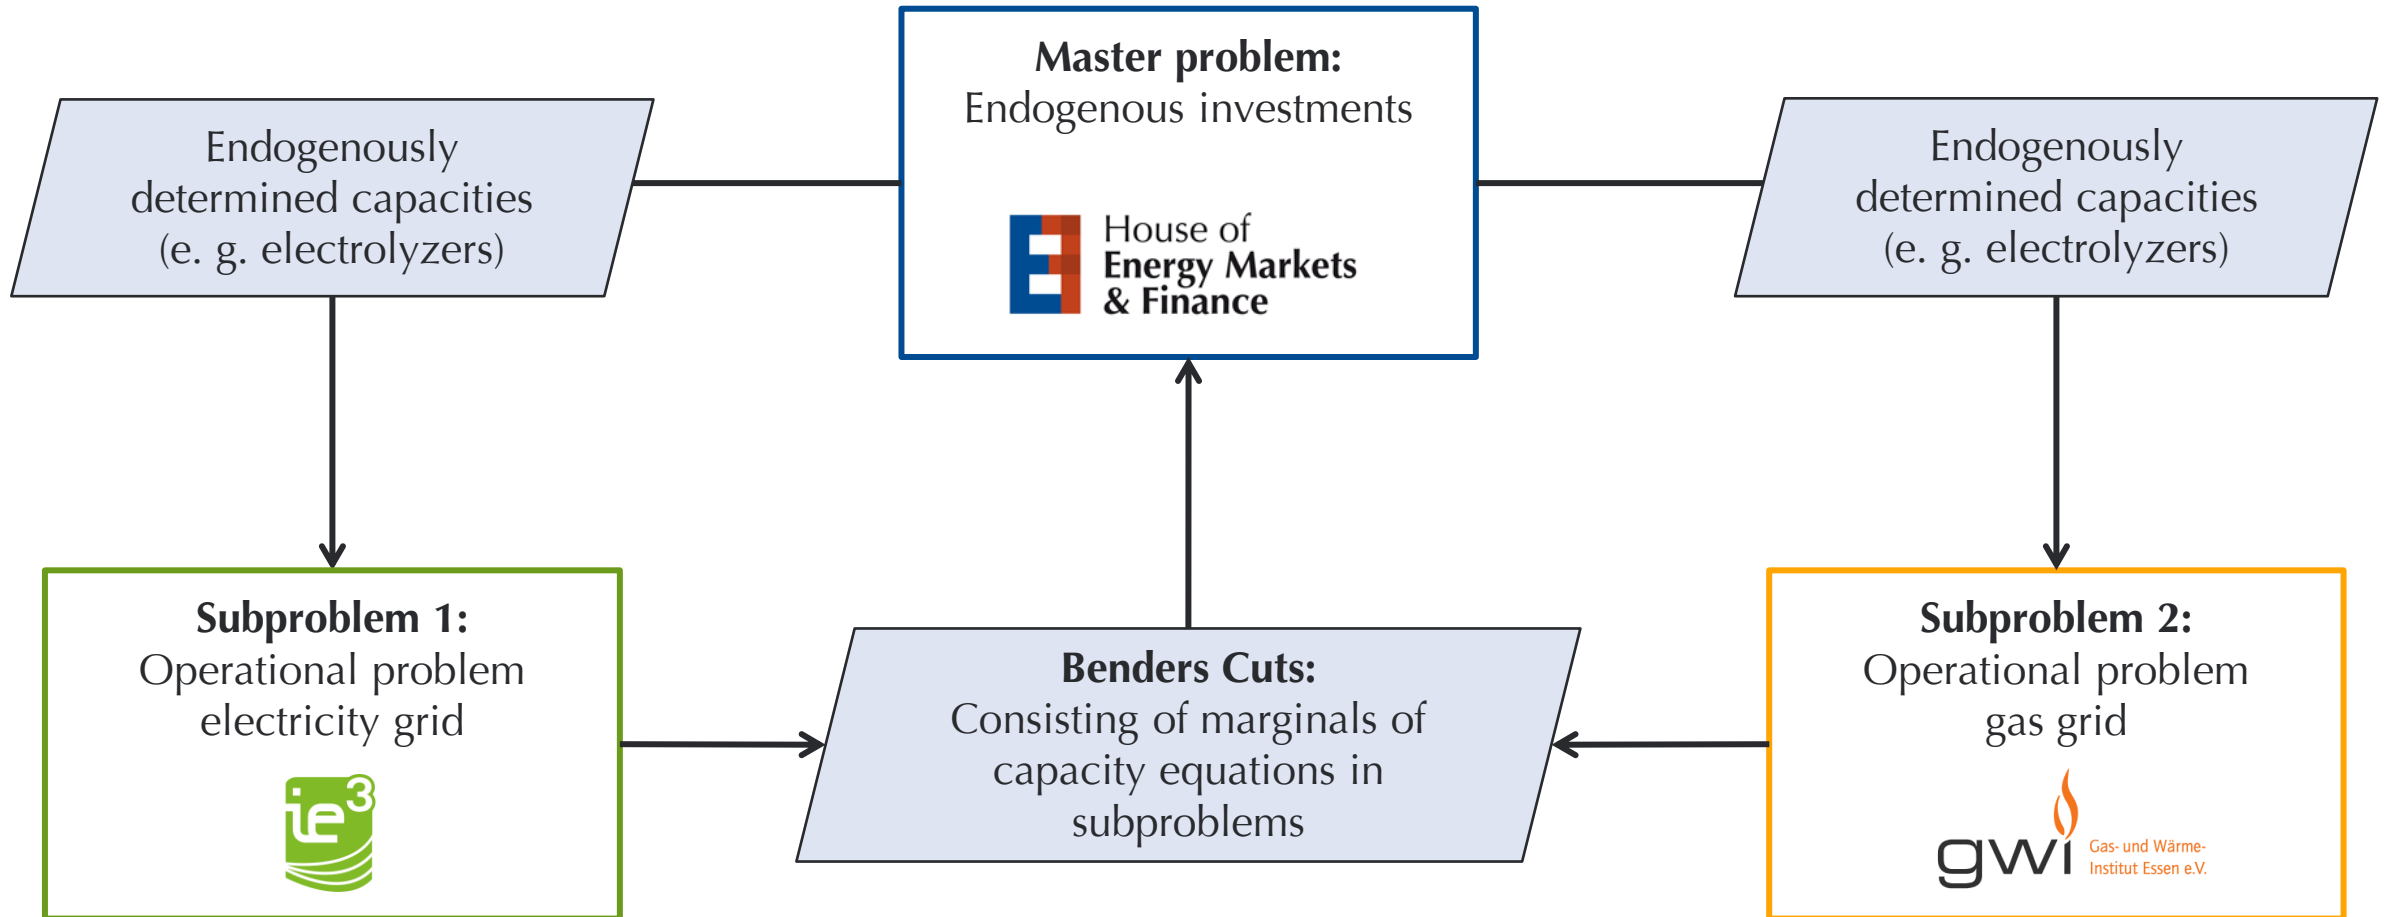 Master problem:
Endogenous investments
House of
Energy Markets
& Finance
Endogenously
determined capacities
(e. g. electrolyzers)
Endogenously
determined capacities
(e. g. electrolyzers)
Subproblem 1:
Operational problem
electricity grid
ie³
Benders Cuts:
Consisting of marginals of
capacity equations in
subproblems
Subproblem 2:
Operational problem
gas grid
gwi
Gas- und Wärme-
Institut Essen e.V.